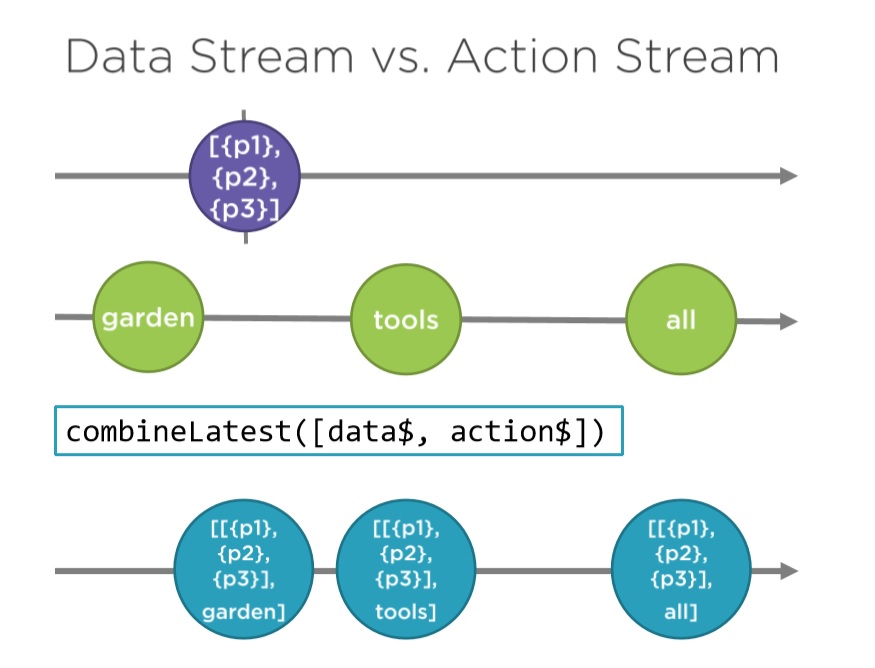 Data Stream vs. Action Stream
[{p1},
{p2},
{p3}]
garden
tools
all
combineLatest([data$, action$])
[[{p1},
{p2},
{p3}],
garden]
[[{p1},
{p2},
{p3}],
tools]
[[{p1},
{p2},
{p3}],
all]